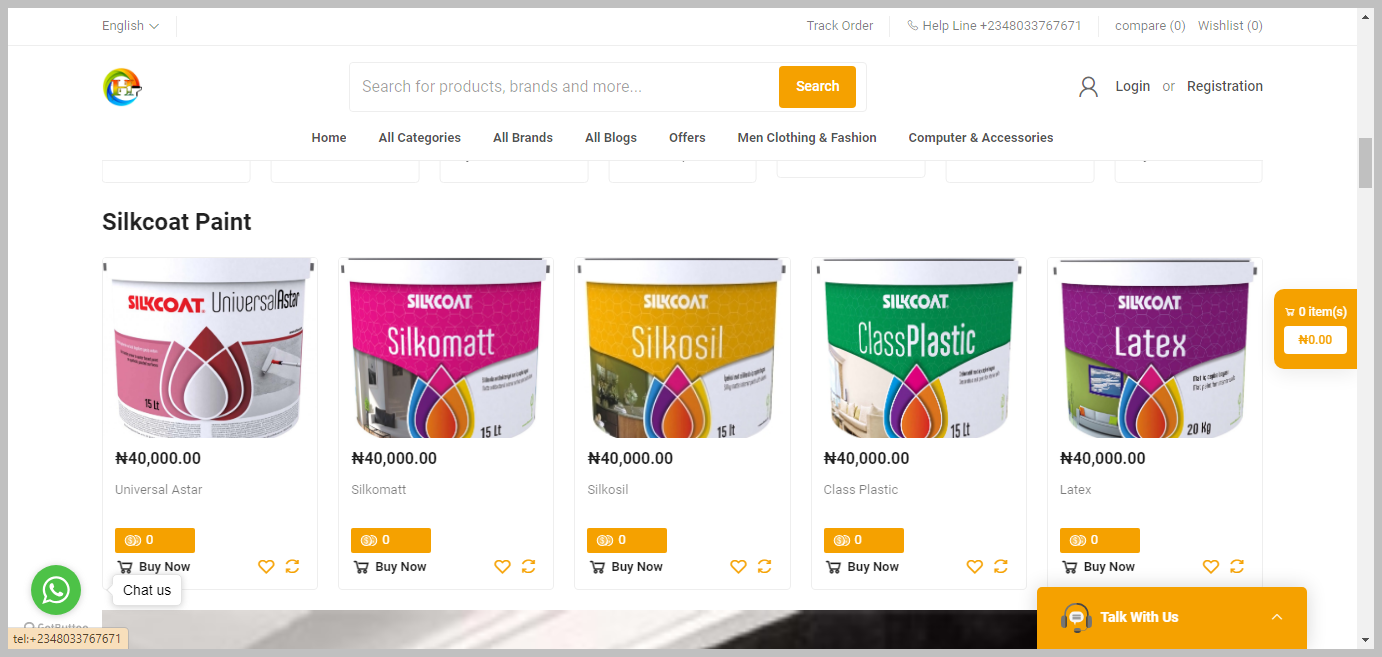 English
Track Order
Help Line +2348033767671
compare (0)
Wishlist (0)
Search for products, brands and more...
Search
Login or Registration
Home
All Categories
All Brands
All Blogs
Offers
Men Clothing & Fashion
Computer & Accessories
Silkcoat Paint
SILKCOAT UniversalAstar
15 Lt
SILKCOAT
Silkomatt
15 Lt
SILKCOAT
Silkosil
15 lt
SILKCOAT
ClassPlastic
15 Lt
SILKCOAT
Latex
20 Kg
₦40,000.00
₦40,000.00
₦40,000.00
₦40,000.00
₦40,000.00
Universal Astar
Silkomatt
Silkosil
Class Plastic
Latex
0
0
0
0
0
Buy Now
Buy Now
Buy Now
Buy Now
Buy Now
0 item(s)
₦0.00
Chat us
GetButton
Talk With Us
tel:+2348033767671